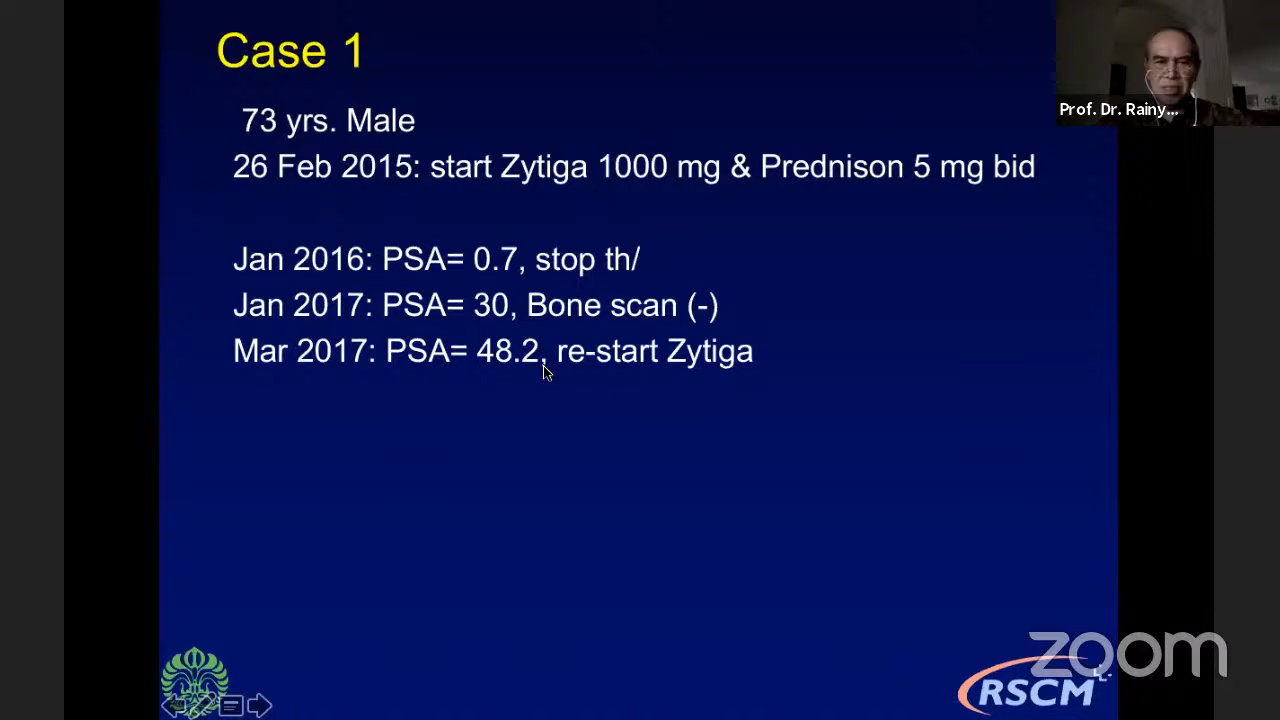 Case 1
Prof. Dr. Rainy...
73 yrs. Male
26 Feb 2015: start Zytiga 1000 mg & Prednison 5 mg bid
Jan 2016: PSA= 0.7, stop th/
Jan 2017: PSA= 30, Bone scan (-)
Mar 2017: PSA= 48.2, re-start Zytiga
zoom
RSCM